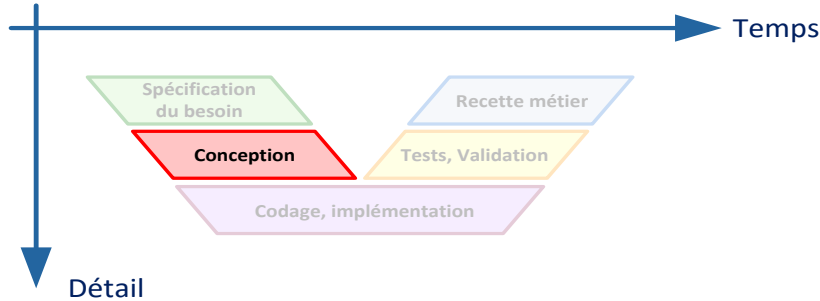 Temps
Spécification
du besoin
Recette métier
Conception
Tests, Validation
Codage, implémentation
Détail